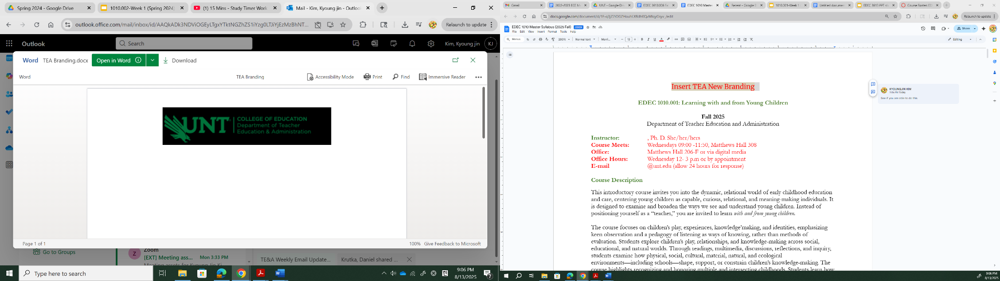 Spring 2024 - Google Drive
1010.002-Week 1 (Spring 2024)
(1) 15 Mins - Study Timer Work
Mail - Kim, Kyoung jin - Outlook
outlook.office.com/mail/inbox/id/AAQkADk3NDViOGEyLTgxYTktNGZhZS1iYzg0LTJiYjEzMzBhNT...
Relaunch to update
Outlook
Search
Kim, Kyoung jin
KJ
Word
TEA Branding.docx
Open in Word
Download
Word
TEA Branding
Accessibility Mode
Print
Find
Immersive Reader
UNT
COLLEGE OF EDUCATION
Department of Teacher
Education & Administration
Page 1 of 1
100%
Give Feedback to Microsoft
Go to Groups
Z
Zoom
[EXT] Meeting ass...
Mon 3:33 PM
TE&A Weekly Email Update...
Krutka, Daniel shared ...
Type here to search
9:06 PM
8/13/2025
7
Gmail
2022-2023 ECE M
UNT - Google Dri
EDEC 3613.006 Fa
EDEC 1010 Master
Recent - Google D
1010.001-Week 1
Untitled document
EDEC 3613 PPT sli
Course Roster: EDE
Relaunch to update
EDEC 1010 Master Syllabus (2025 Fall)
.DOCX
File Edit View Insert Format Tools Help
Share
Menus
200%
Normal text
Merri...
13
Editing
Insert TEA New Branding
KYOUNGJIN KIM
9:06 PM Today
See if you are able to do this.
EDEC 1010.001: Learning with and from Young Children
Fall 2025
Department of Teacher Education and Administration
Instructor: , Ph. D. She/her/hers
Course Meets: Wednesdays 09:00 -11:50, Matthews Hall 308
Office: Matthews Hall 206-F or via digital media
Office Hours: Wednesday 12- 3 p.m or by appointment
E-mail @unt.edu (allow 24 hours for response)
Course Description
This introductory course invites you into the dynamic, relational world of early childhood education
and care, centering young children as capable, curious, relational, and meaning-making individuals. It
is designed to examine and broaden the ways we see and understand young children. Instead of
positioning yourself as a “teacher,” you are invited to learn with and from young children.
The course focuses on children’s play, experiences, knowledge’making, and identities, emphasizing
keen observation and a pedagogy of listening as ways of knowing, rather than methods of
evaluation. Students explore children’s play, relationships, and knowledge-making across social,
educational, and natural worlds. Through readings, multimedia, discussions, reflections, and inquiry,
students examine how physical, social, cultural, material, natural, and ecological
environments—including schools—shape, support, or constrain children’s knowledge-making. The
course highlights recognizing and honoring multiple and intersecting childhoods. Students learn how
9:06 PM
8/13/2025